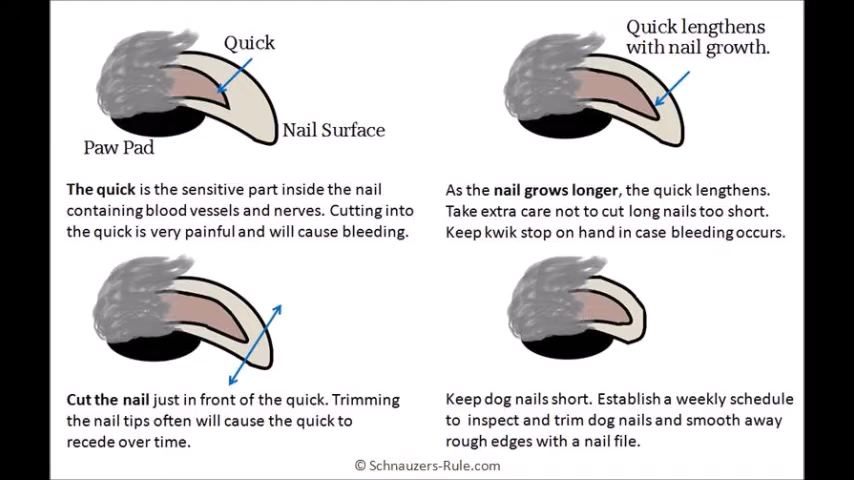 Quick
Nail Surface
Paw Pad
The quick is the sensitive part inside the nail
containing blood vessels and nerves. Cutting into
the quick is very painful and will cause bleeding.
Quick lengthens
with nail growth.
As the nail grows longer, the quick lengthens.
Take extra care not to cut long nails too short.
Keep kwik stop on hand in case bleeding occurs.
Cut the nail just in front of the quick. Trimming
the nail tips often will cause the quick to
recede over time.
Keep dog nails short. Establish a weekly schedule
to inspect and trim dog nails and smooth away
rough edges with a nail file.
© Schnauzers-Rule.com